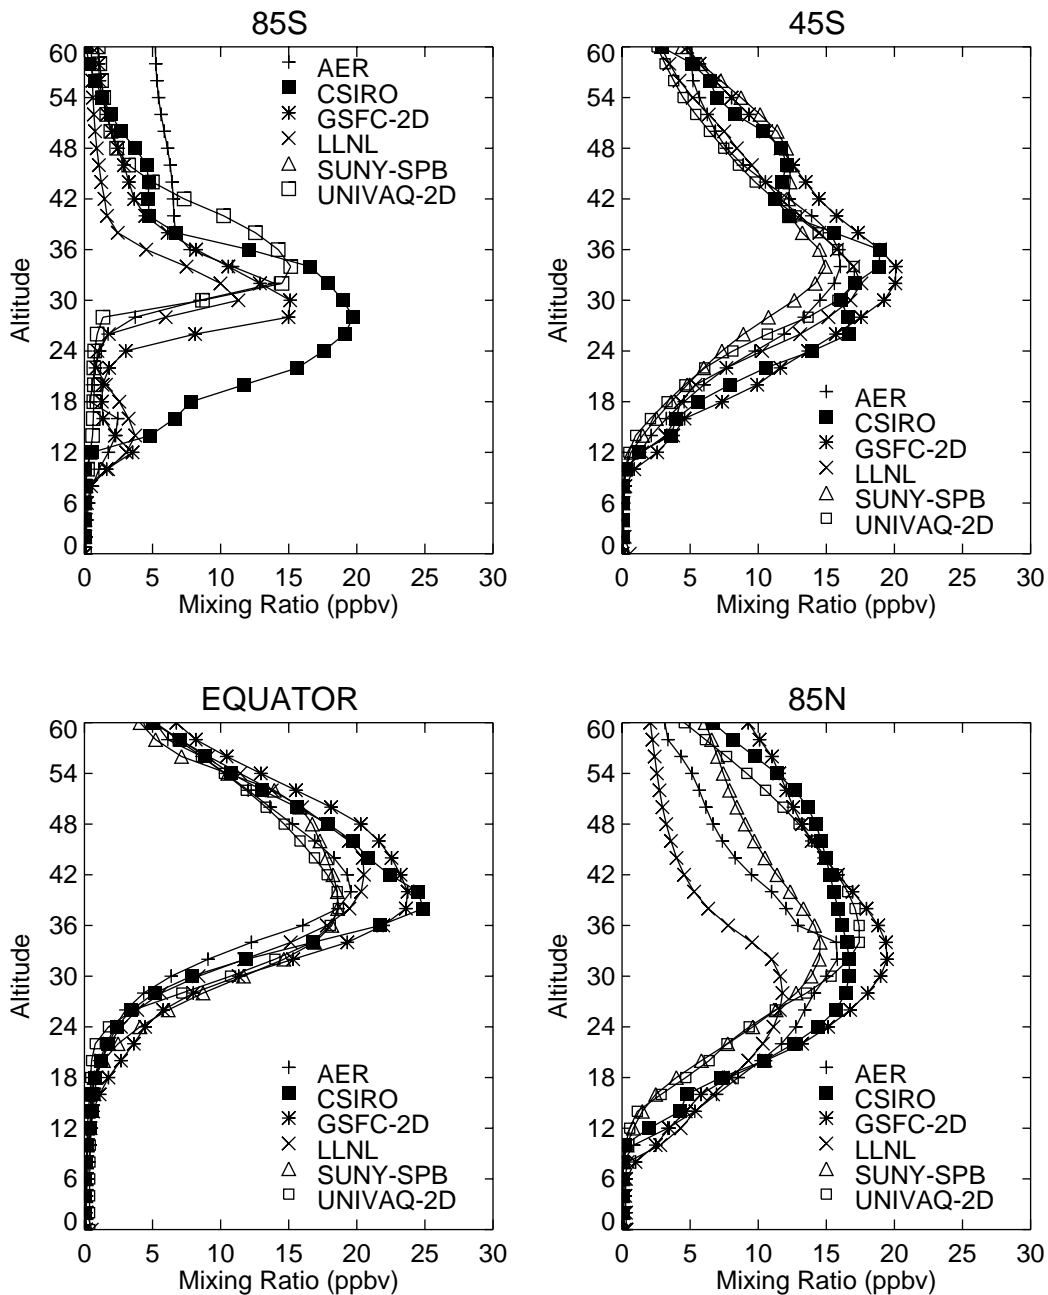 85S
60
54
48
42
36
30
24
18
12
6
0
Altitude
AER
CSIRO
GSFC-2D
LLNL
SUNY-SPB
UNIVAQ-2D
0 5 10 15 20 25 30
Mixing Ratio (ppbv)
45S
60
54
48
42
36
30
24
18
12
6
0
Altitude
AER
CSIRO
GSFC-2D
LLNL
SUNY-SPB
UNIVAQ-2D
0 5 10 15 20 25 30
Mixing Ratio (ppbv)
EQUATOR
60
54
48
42
36
30
24
18
12
6
0
Altitude
AER
CSIRO
GSFC-2D
LLNL
SUNY-SPB
UNIVAQ-2D
0 5 10 15 20 25 30
Mixing Ratio (ppbv)
85N
60
54
48
42
36
30
24
18
12
6
0
Altitude
AER
CSIRO
GSFC-2D
LLNL
SUNY-SPB
UNIVAQ-2D
0 5 10 15 20 25 30
Mixing Ratio (ppbv)